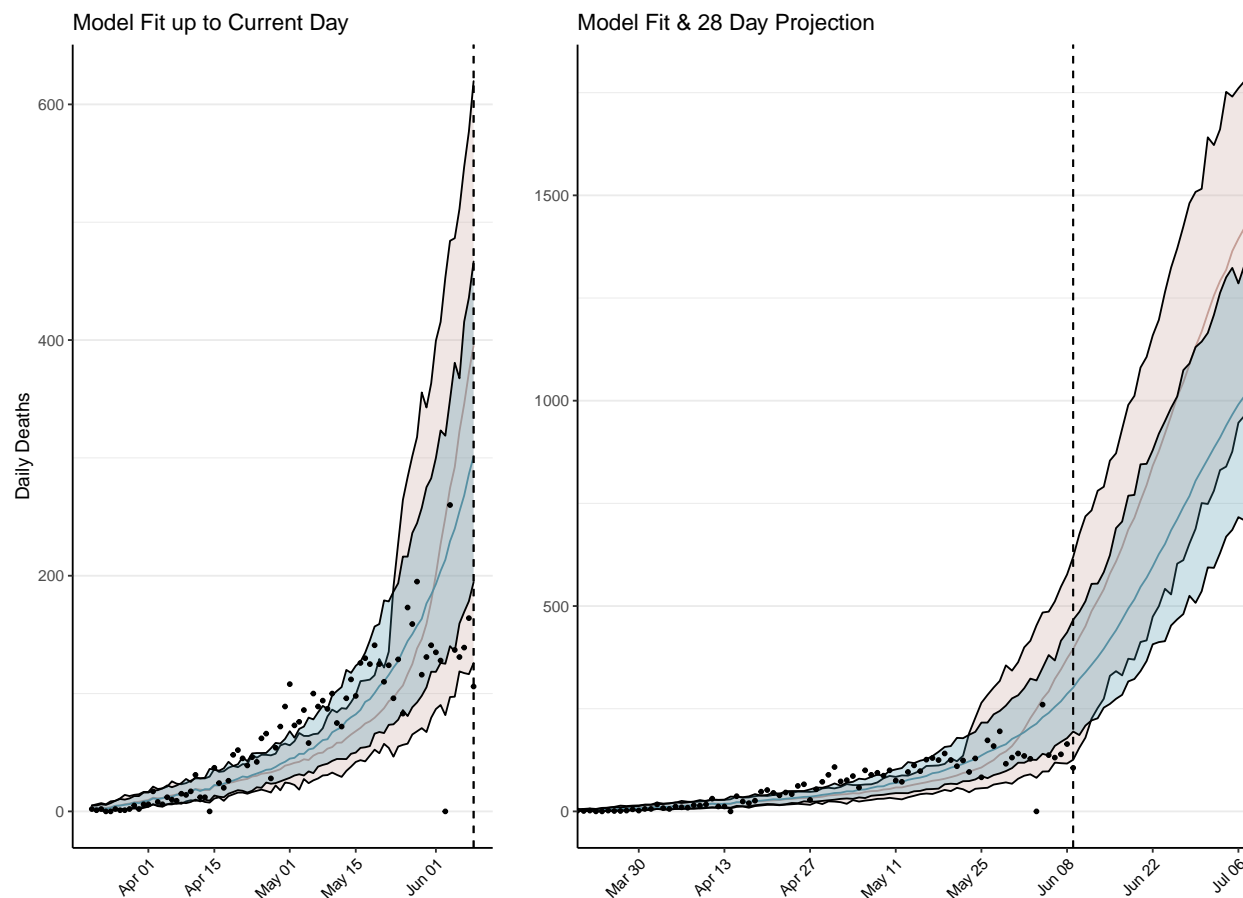 Model Fit up to Current Day
Daily Deaths
600
400
200
0
Apr 01
Apr 15
May 01
May 15
Jun 01
Model Fit & 28 Day Projection
1500
1000
500
0
Mar 30
Apr 13
Apr 27
May 11
May 25
Jun 08
Jun 22
Jul 06